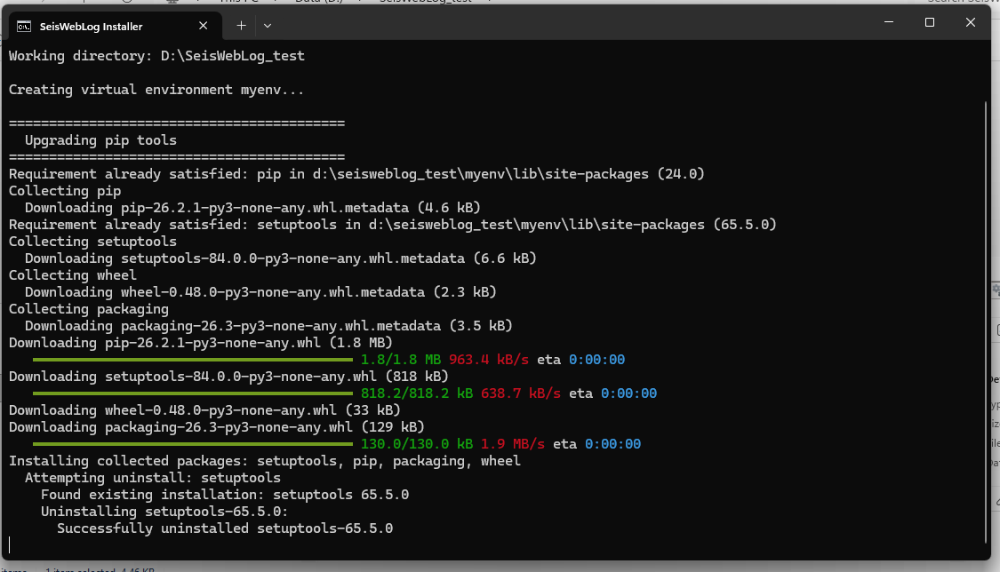 SeisWebLog Installer
Working directory: D:\SeisWebLog_test
Creating virtual environment myenv...
==========================================
Upgrading pip tools
==========================================
Requirement already satisfied: pip in d:\seisweblog_test\myenv\lib\site-packages (24.0)
Collecting pip
Downloading pip-26.2.1-py3-none-any.whl.metadata (4.6 kB)
Requirement already satisfied: setuptools in d:\seisweblog_test\myenv\lib\site-packages (65.5.0)
Collecting setuptools
Downloading setuptools-84.0.0-py3-none-any.whl.metadata (6.6 kB)
Collecting wheel
Downloading wheel-0.48.0-py3-none-any.whl.metadata (2.3 kB)
Collecting packaging
Downloading packaging-26.3-py3-none-any.whl.metadata (3.5 kB)
Downloading pip-26.2.1-py3-none-any.whl (1.8 MB)
1.8/1.8 MB 963.4 kB/s eta 0:00:00
Downloading setuptools-84.0.0-py3-none-any.whl (818 kB)
818.2/818.2 kB 638.7 kB/s eta 0:00:00
Downloading wheel-0.48.0-py3-none-any.whl (33 kB)
Downloading packaging-26.3-py3-none-any.whl (129 kB)
130.0/130.0 kB 1.9 MB/s eta 0:00:00
Installing collected packages: setuptools, pip, packaging, wheel
Attempting uninstall: setuptools
Found existing installation: setuptools 65.5.0
Uninstalling setuptools-65.5.0:
Successfully uninstalled setuptools-65.5.0